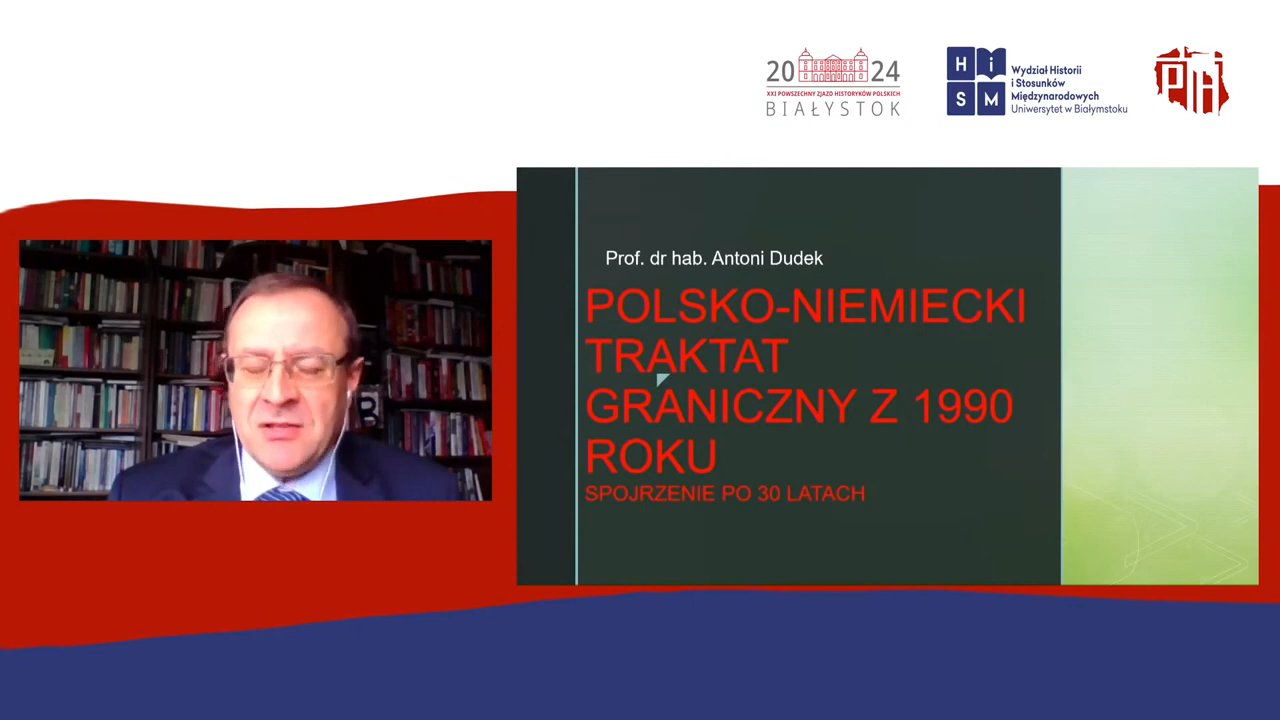 20 24
XXI POWSZECHNY ZJAZD HISTORYKÓW POLSKICH
BIAŁYSTOK
H i
S M
Wydział Historii
i Stosunków
Międzynarodowych
Uniwersytet w Białymstoku
PTH
Prof. dr hab. Antoni Dudek
POLSKO-NIEMIECKI
TRAKTAT
GRANICZNY Z 1990
ROKU
SPOJRZENIE PO 30 LATACH
B